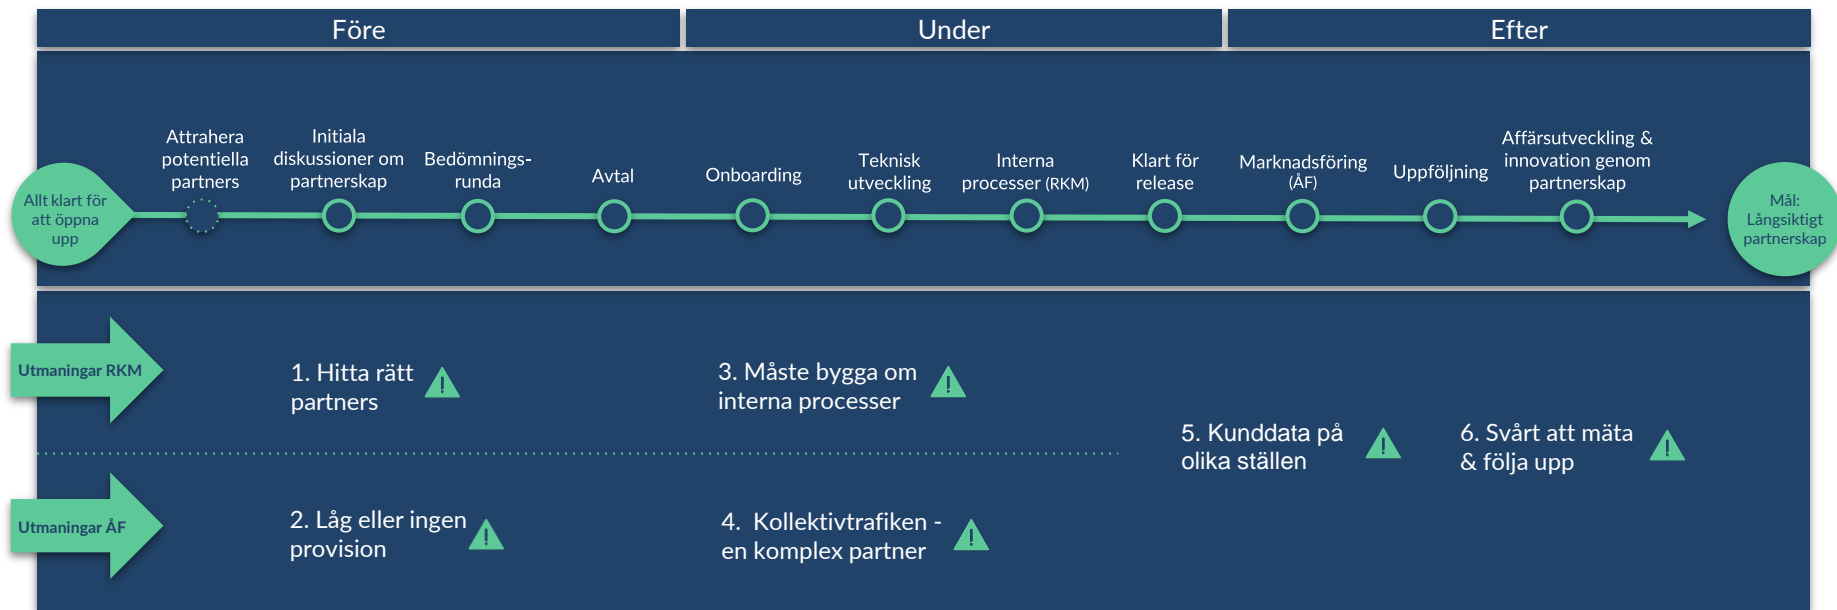 Före
Under
Efter
Attrahera
potentiella
partners
Initiala
diskussioner om
partnerskap
Bedömnings-
runda
Avtal
Onboarding
Teknisk
utveckling
Interna
processer (RKM)
Klart för
release
Marknadsföring
(ÅF)
Uppföljning
Affärsutveckling &
innovation genom
partnerskap
Allt klart för
att öppna
upp
Mål:
Långsiktigt
partnerskap
Utmaningar RKM
1. Hitta rätt
partners
3. Måste bygga om
interna processer
5. Kunddata på
olika ställen
6. Svårt att mäta
& följa upp
Utmaningar ÅF
2. Låg eller ingen
provision
4. Kollektivtrafiken -
en komplex partner